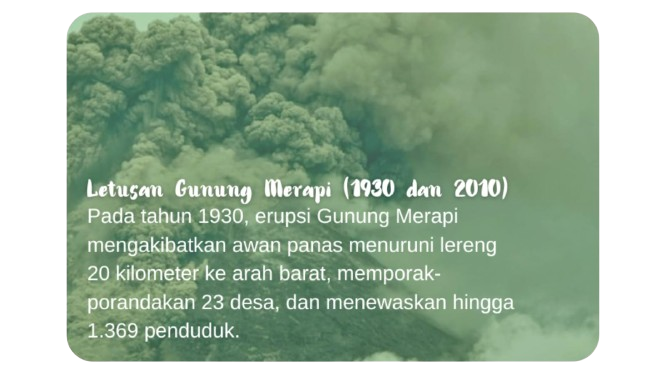 Letusan Gunung Merapi (1930 dan 2010)
Pada tahun 1930, erupsi Gunung Merapi
mengakibatkan awan panas menuruni lereng
20 kilometer ke arah barat, memporak-
porandakan 23 desa, dan menewaskan hingga
1.369 penduduk.